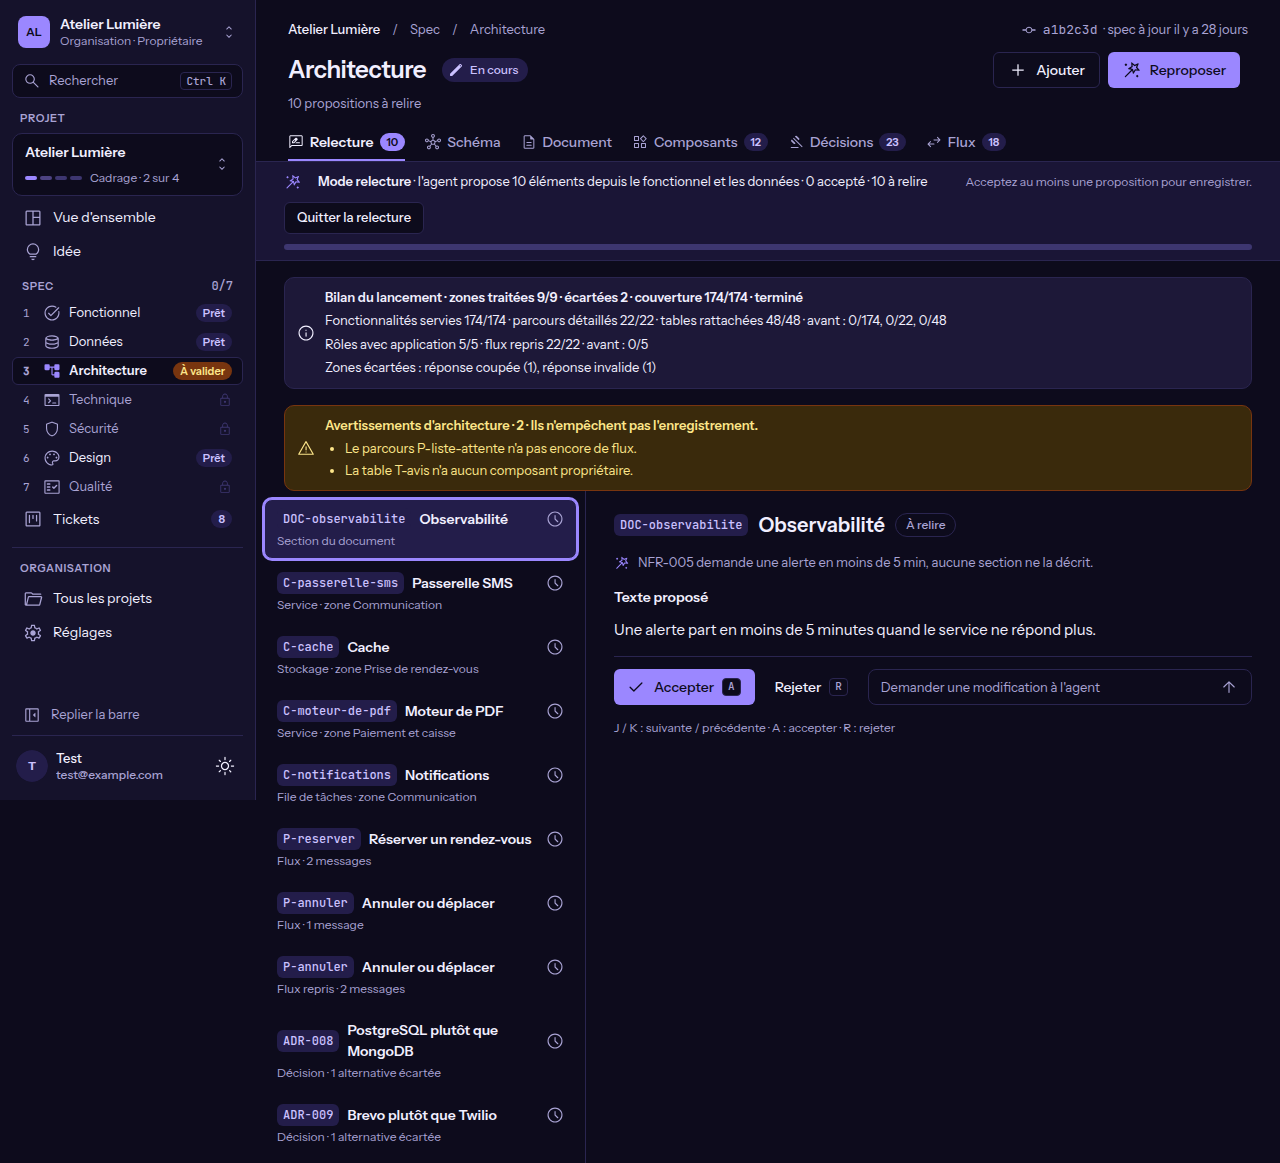 AL
Atelier Lumière
Organisation · Propriétaire
Rechercher
Ctrl K
PROJET
Atelier Lumière
Cadrage · 2 sur 4
Vue d'ensemble
Idée
SPEC 0/7
1 Fonctionnel Prêt
2 Données Prêt
3 Architecture À valider
4 Technique
5 Sécurité
6 Design Prêt
7 Qualité
Tickets 8
ORGANISATION
Tous les projets
Réglages
Replier la barre
T
Test
test@example.com
Atelier Lumière / Spec / Architecture
a1b2c3d · spec à jour il y a 28 jours
Architecture
En cours
Ajouter
Reproposer
10 propositions à relire
Relecture 10
Schéma
Document
Composants 12
Décisions 23
Flux 18
Mode relecture · l'agent propose 10 éléments depuis le fonctionnel et les données · 0 accepté · 10 à relire
Acceptez au moins une proposition pour enregistrer.
Quitter la relecture
Bilan du lancement · zones traitées 9/9 · écartées 2 · couverture 174/174 · terminé
Fonctionnalités servies 174/174 · parcours détaillés 22/22 · tables rattachées 48/48 · avant : 0/174, 0/22, 0/48
Rôles avec application 5/5 · flux repris 22/22 · avant : 0/5
Zones écartées : réponse coupée (1), réponse invalide (1)
Avertissements d'architecture · 2 · Ils n'empêchent pas l'enregistrement.
• Le parcours P-liste-attente n'a pas encore de flux.
• La table T-avis n'a aucun composant propriétaire.
DOC-observabilite Observabilité
Section du document
C-passerelle-sms Passerelle SMS
Service · zone Communication
C-cache Cache
Stockage · zone Prise de rendez-vous
C-moteur-de-pdf Moteur de PDF
Service · zone Paiement et caisse
C-notifications Notifications
File de tâches · zone Communication
P-reserver Réserver un rendez-vous
Flux · 2 messages
P-annuler Annuler ou déplacer
Flux · 1 message
P-annuler Annuler ou déplacer
Flux repris · 2 messages
ADR-008 PostgreSQL plutôt que
MongoDB
Décision · 1 alternative écartée
ADR-009 Brevo plutôt que Twilio
Décision · 1 alternative écartée
DOC-observabilite Observabilité À relire
NFR-005 demande une alerte en moins de 5 min, aucune section ne la décrit.
Texte proposé
Une alerte part en moins de 5 minutes quand le service ne répond plus.
Accepter A
Rejeter R
Demander une modification à l'agent
J / K : suivante / précédente · A : accepter · R : rejeter